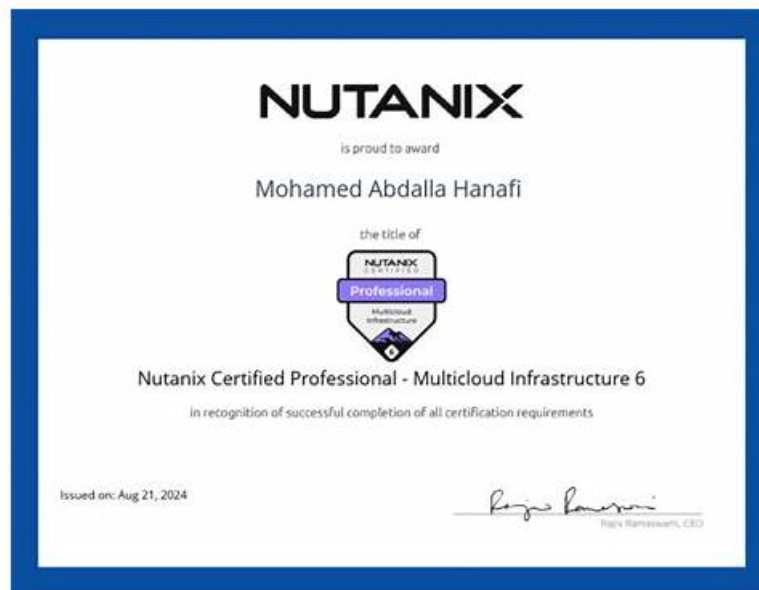 NUTANIX
is proud to award
Mohamed Abdalla Hanafi
the title of
NUTANIX
CERTIFIED
Professional
Multicloud
Infrastructure
6
Nutanix Certified Professional - Multicloud Infrastructure 6
in recognition of successful completion of all certification requirements
Issued on: Aug 21, 2024
Rajiv Ramaswami, CEO